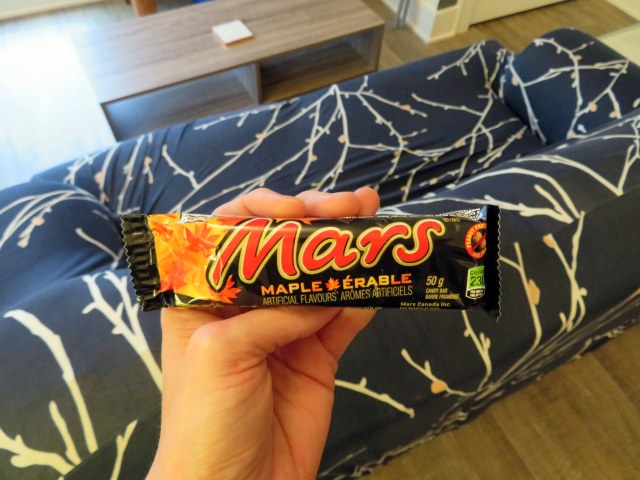 Mars
MAPLE ÉRABLE
ARTIFICIAL FLAVOURS ARÔMES ARTIFICIELS
50 g
CANDY BAR
BARRE FRIANDISE
Mars Canada Inc
230